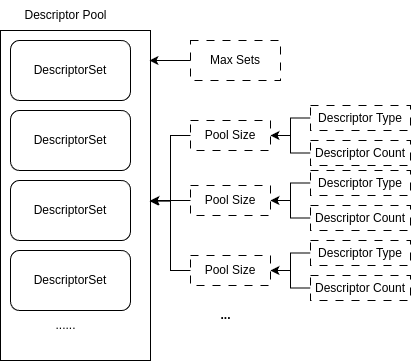 Descriptor Pool
DescriptorSet
DescriptorSet
DescriptorSet
DescriptorSet
......
Max Sets
Pool Size
Descriptor Type
Descriptor Count
Pool Size
Descriptor Type
Descriptor Count
Pool Size
Descriptor Type
Descriptor Count
...